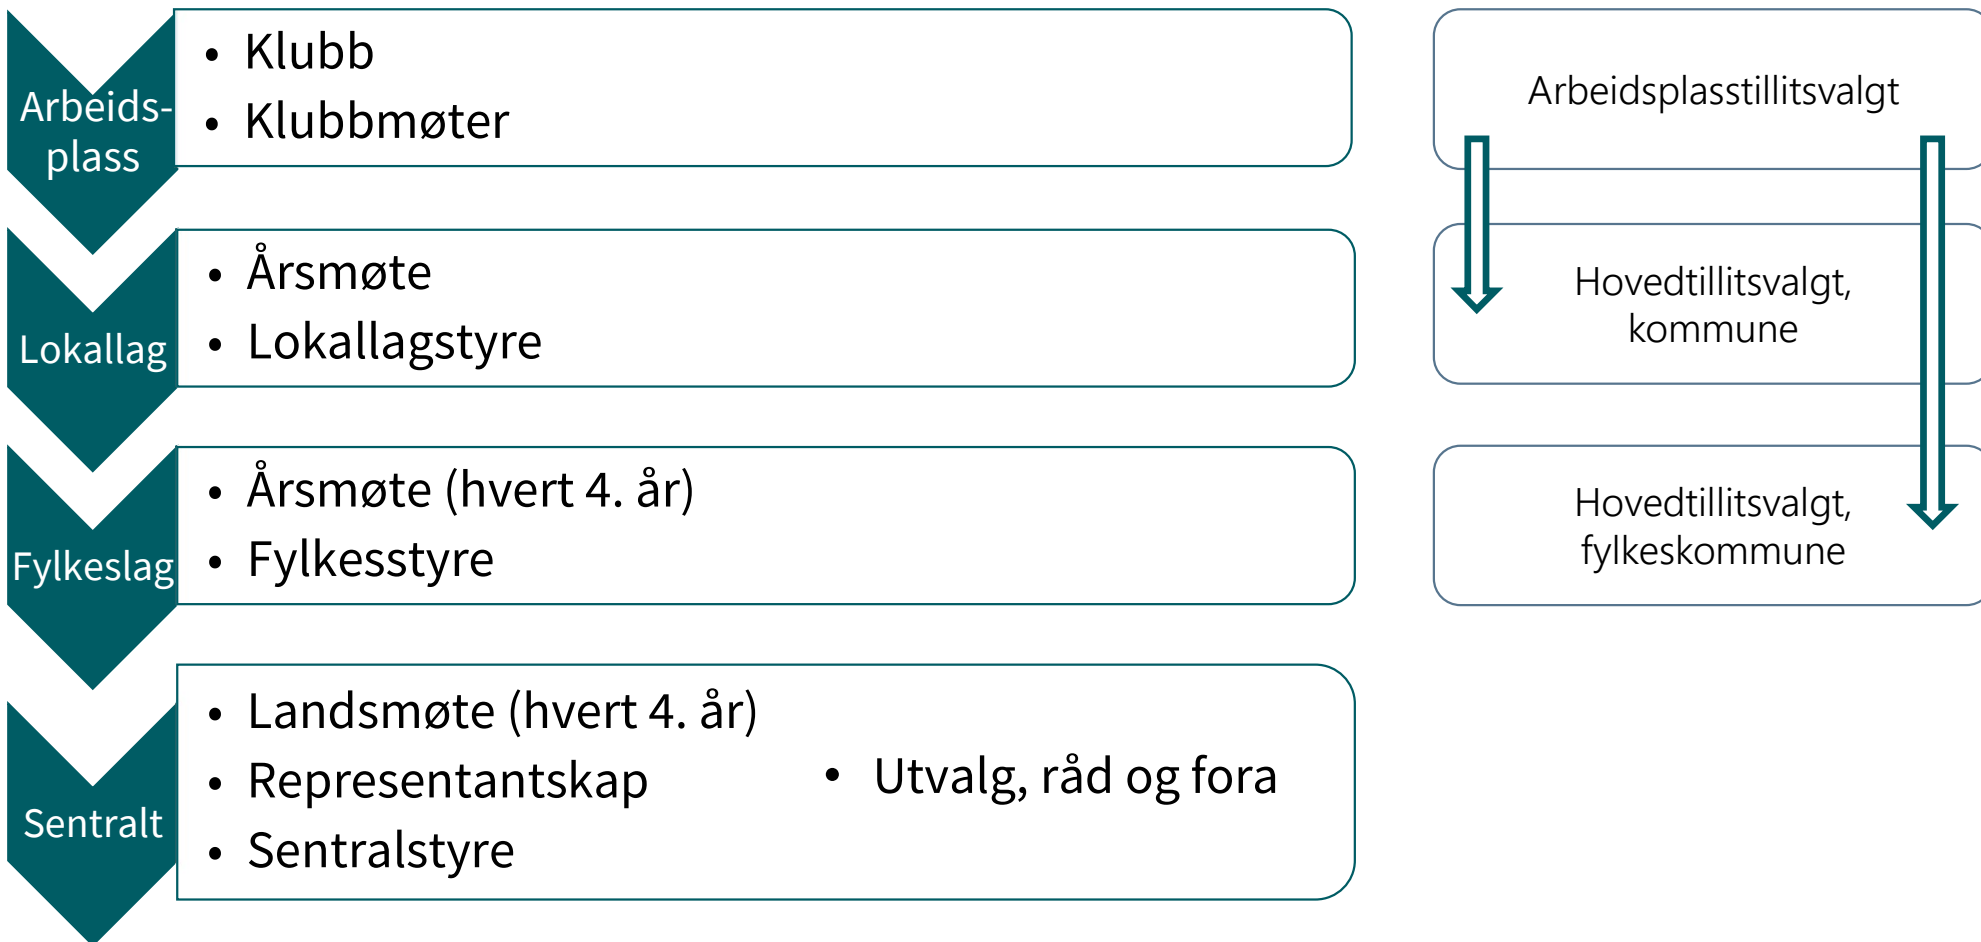 Arbeids-
plass
• Klubb
• Klubbmøter
Arbeidsplasstillitsvalgt
Lokallag
• Årsmøte
• Lokallagstyre
Hovedtillitsvalgt,
kommune
Fylkeslag
• Årsmøte (hvert 4. år)
• Fylkesstyre
Hovedtillitsvalgt,
fylkeskommune
Sentralt
• Landsmøte (hvert 4. år)
• Representantskap
• Sentralstyre
• Utvalg, råd og fora